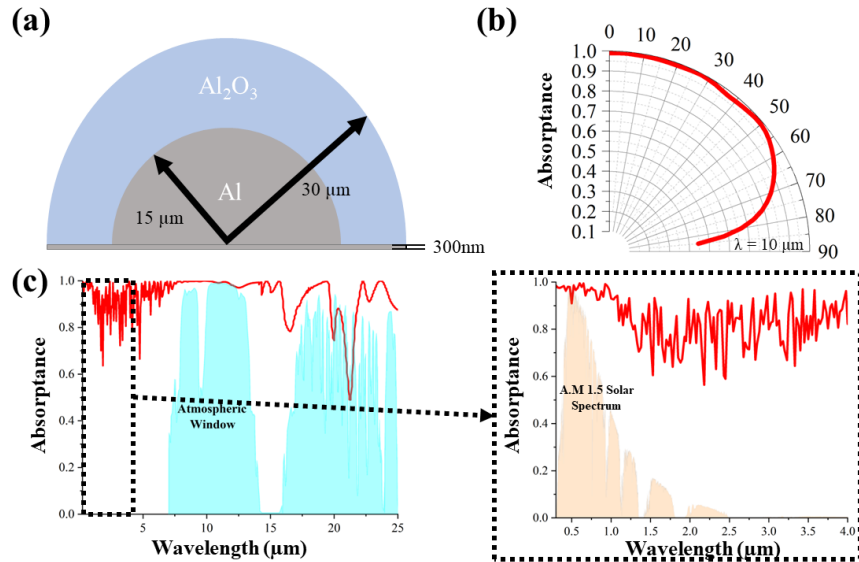 (a)
Al₂O₃
Al
15 µm
30 µm
300nm
(b)
0
10
20
30
40
50
60
70
80
90
1.0
0.9
0.8
0.7
0.6
0.5
0.4
0.3
0.2
0.1
Absorptance
λ = 10 µm
(c)
1.0
0.8
0.6
0.4
0.2
0.0
Absorptance
Atmospheric
Window
5
10
15
20
25
Wavelength (µm)
1.0
0.8
0.6
0.4
0.2
0.0
Absorptance
A.M 1.5 Solar
Spectrum
0.5
1.0
1.5
2.0
2.5
3.0
3.5
4.0
Wavelength (µm)